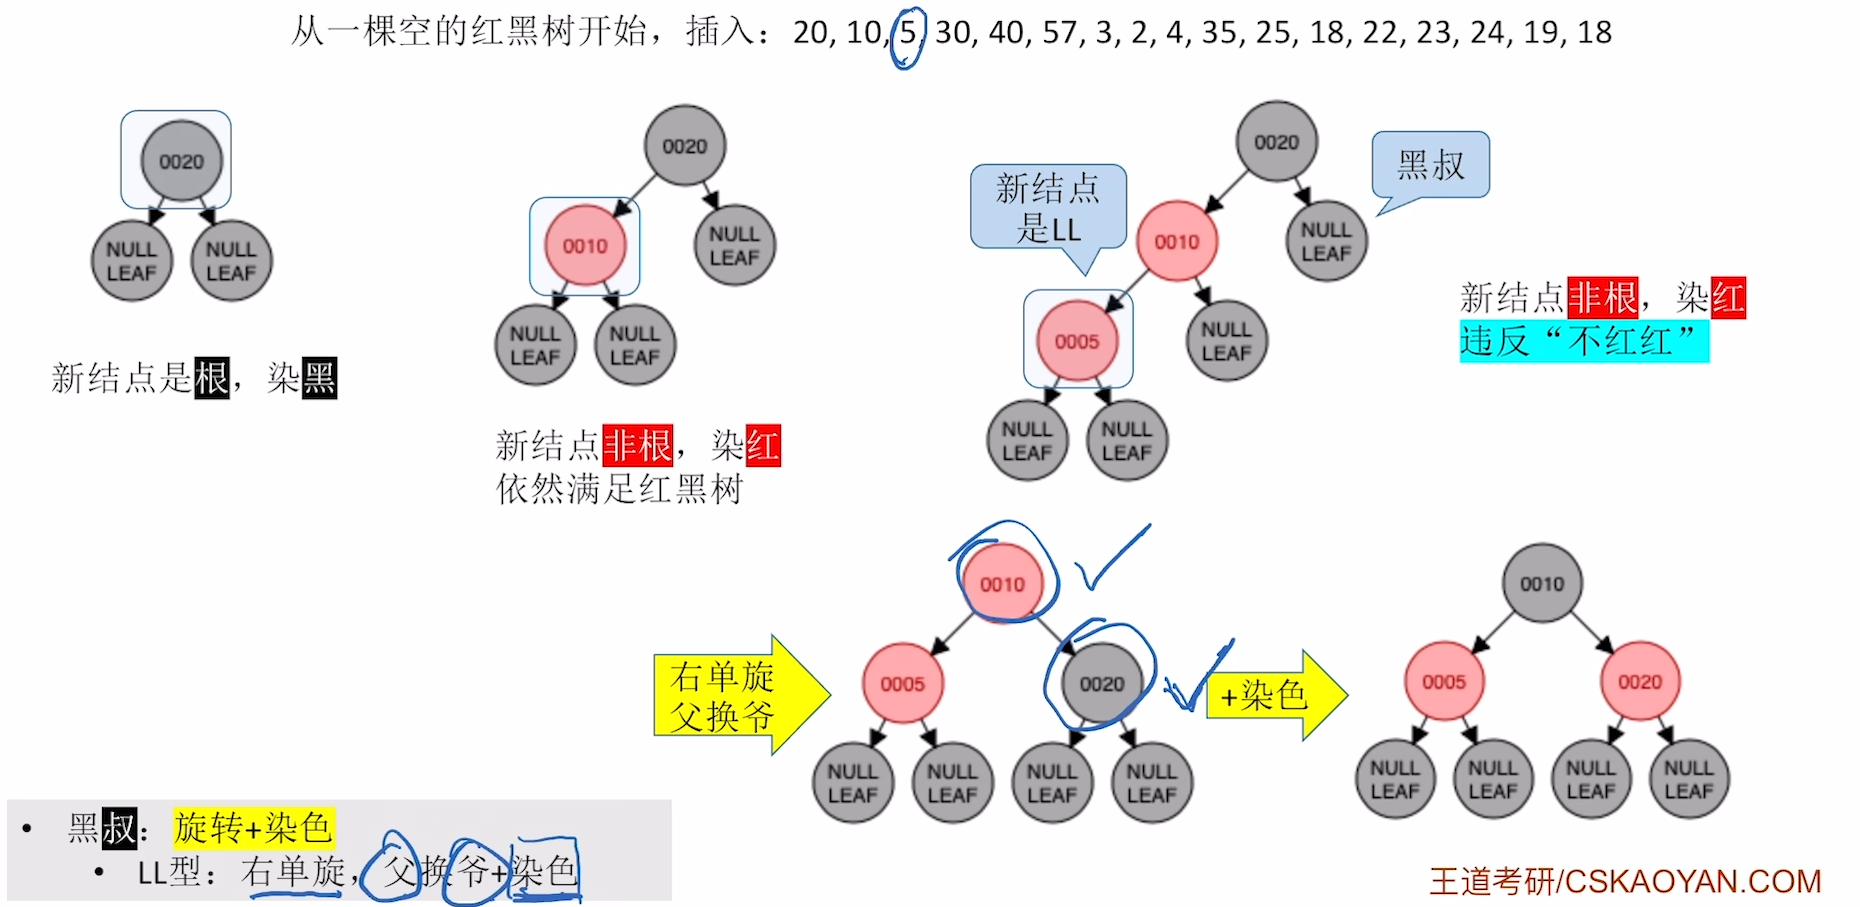 从一棵空的红黑树开始，插入：20, 10, 5, 30, 40, 57, 3, 2, 4, 35, 25, 18, 22, 23, 24, 19, 18
0020
NULL
LEAF
NULL
LEAF
新结点是根，染黑
0020
0010
NULL
LEAF
NULL
LEAF
NULL
LEAF
新结点非根，染红
依然满足红黑树
新结点
是LL
黑叔
0020
0010
NULL
LEAF
0005
NULL
LEAF
NULL
LEAF
NULL
LEAF
新结点非根，染红
违反“不红红”
右单旋
父换爷
0010
0005
0020
NULL
LEAF
NULL
LEAF
NULL
LEAF
NULL
LEAF
+染色
0010
0005
0020
NULL
LEAF
NULL
LEAF
NULL
LEAF
NULL
LEAF
• 黑叔：旋转+染色
• LL型：右单旋，父换爷+染色
王道考研/CSKAOYAN.COM